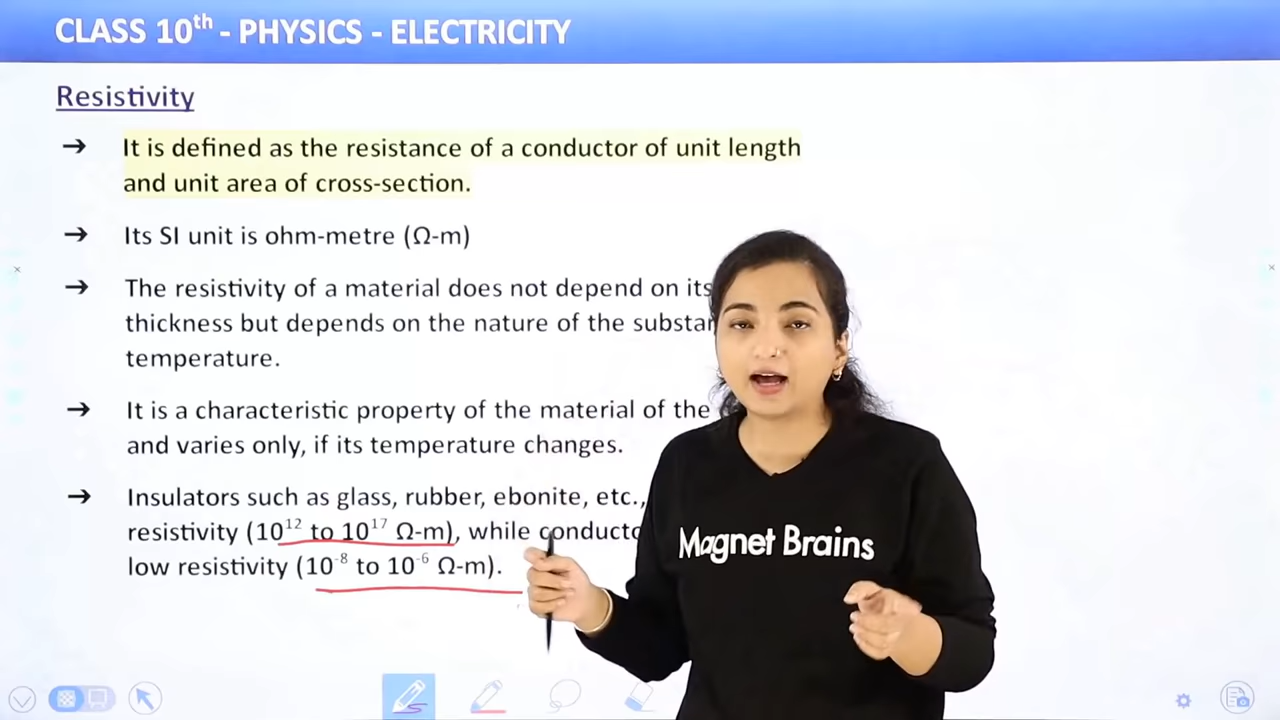 CLASS 10th - PHYSICS - ELECTRICITY
Resistivity
➔ It is defined as the resistance of a conductor of unit length
and unit area of cross-section.
➔ Its SI unit is ohm-metre (Ω-m)
➔ The resistivity of a material does not depend on its
thickness but depends on the nature of the
temperature.
➔ It is a characteristic property of the material of the
and varies only, if its temperature changes.
➔ Insulators such as glass, rubber, ebonite, etc.,
resistivity (10¹² to 10¹⁷ Ω-m), while
low resistivity (10⁻⁸ to 10⁻⁶ Ω-m).
Magnet Brains